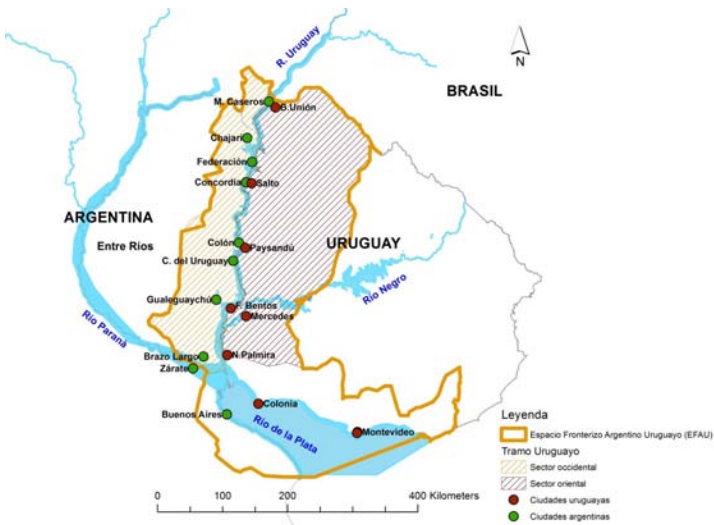 R. Uruguay
N
BRASIL
M. Caseros
B.Unión
Chajarí
Federación
Concordia
Salto
ARGENTINA
Entre Ríos
Colón
Paysandú
URUGUAY
C. del Uruguay
Río Negro
Gualeguaychú
F. Bentos
Mercedes
Río Paraná
Brazo Largo
N.Palmira
Zárate
Colonia
Buenos Aires
Río de la Plata
Montevideo
Leyenda
Espacio Fronterizo Argentino Uruguayo (EFAU)
Tramo Uruguayo
Sector occidental
Sector oriental
Ciudades uruguayas
Ciudades argentinas
0 100 200 400 Kilometers